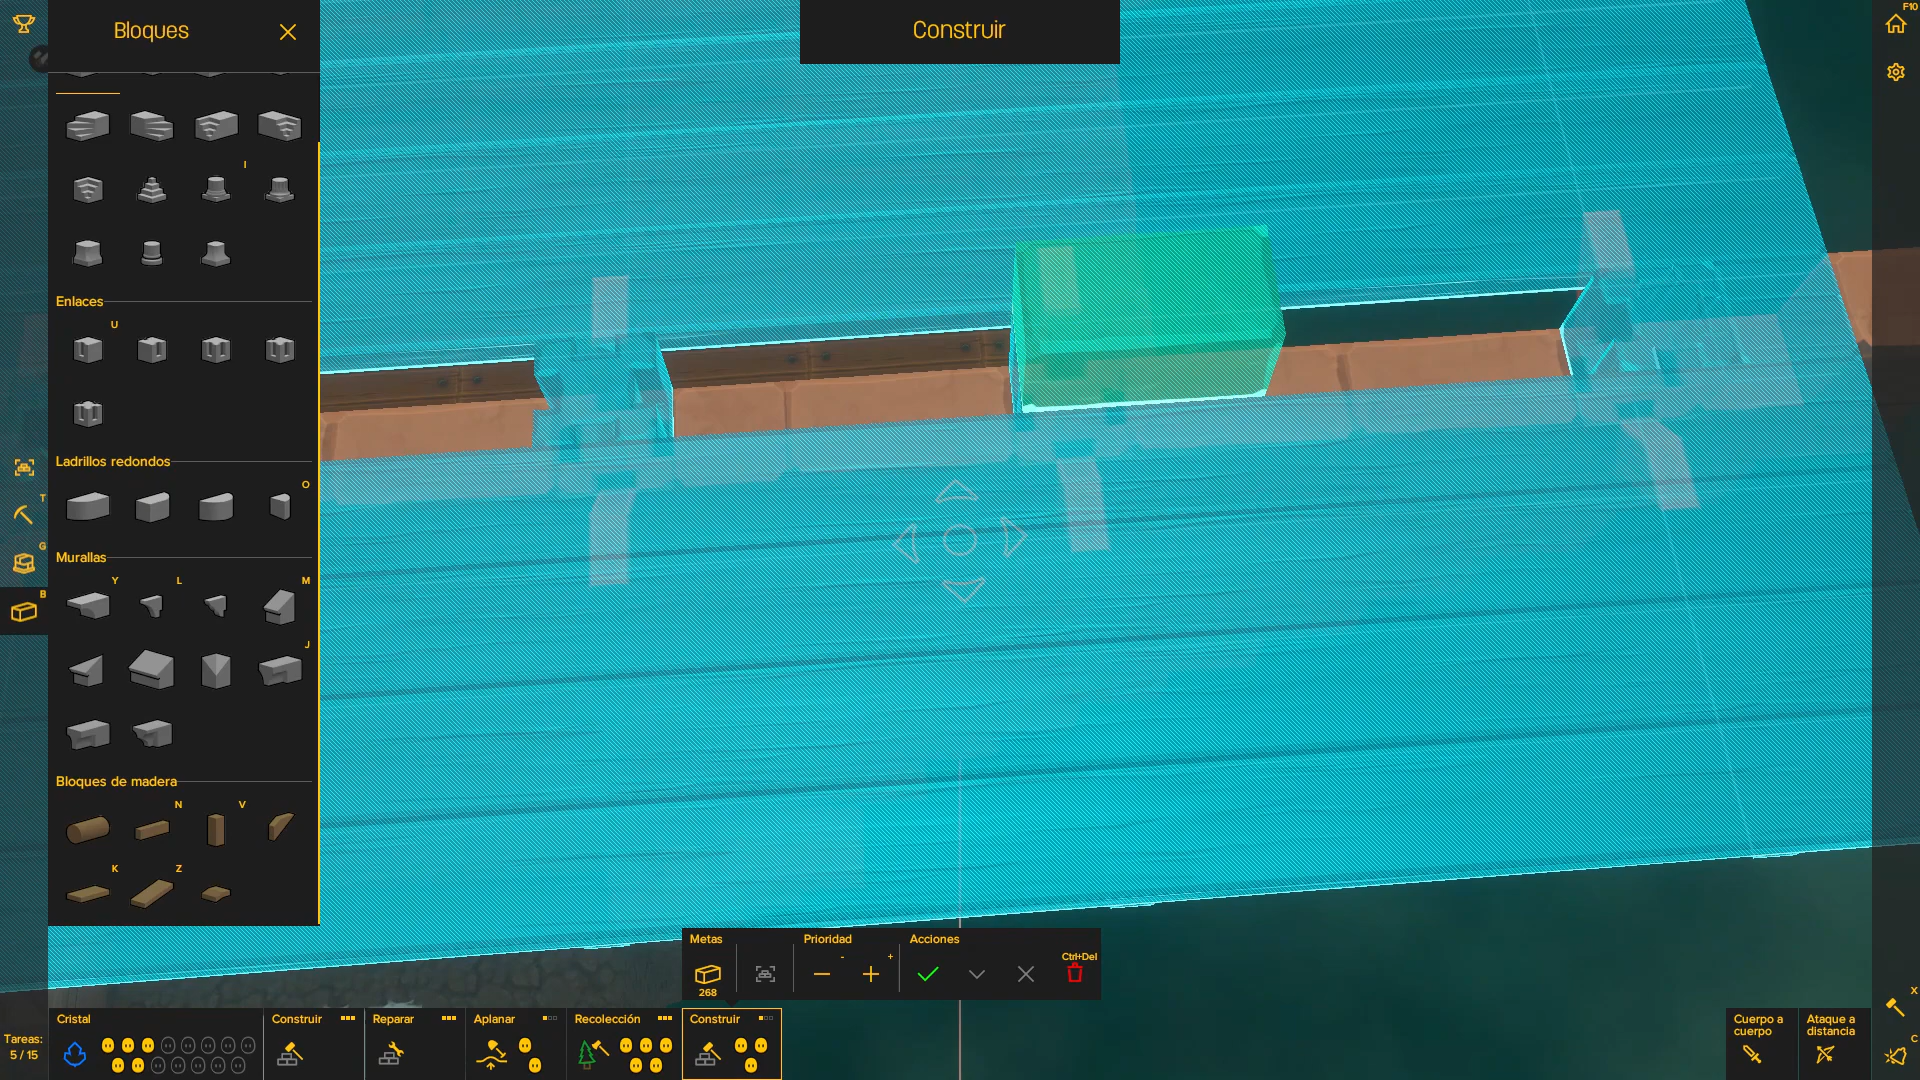 F10
Bloques
Construir
I
Enlaces
U
Ladrillos redondos
O
T
G
B
Murallas
Y
L
M
J
Bloques de madera
N
V
K
Z
Metas
Prioridad
Acciones
-
+
Ctrl+Del
268
Tareas:
5 / 15
Cristal
Construir
Reparar
Aplanar
Recolección
Construir
Cuerpo a
cuerpo
Ataque a
distancia
X
C